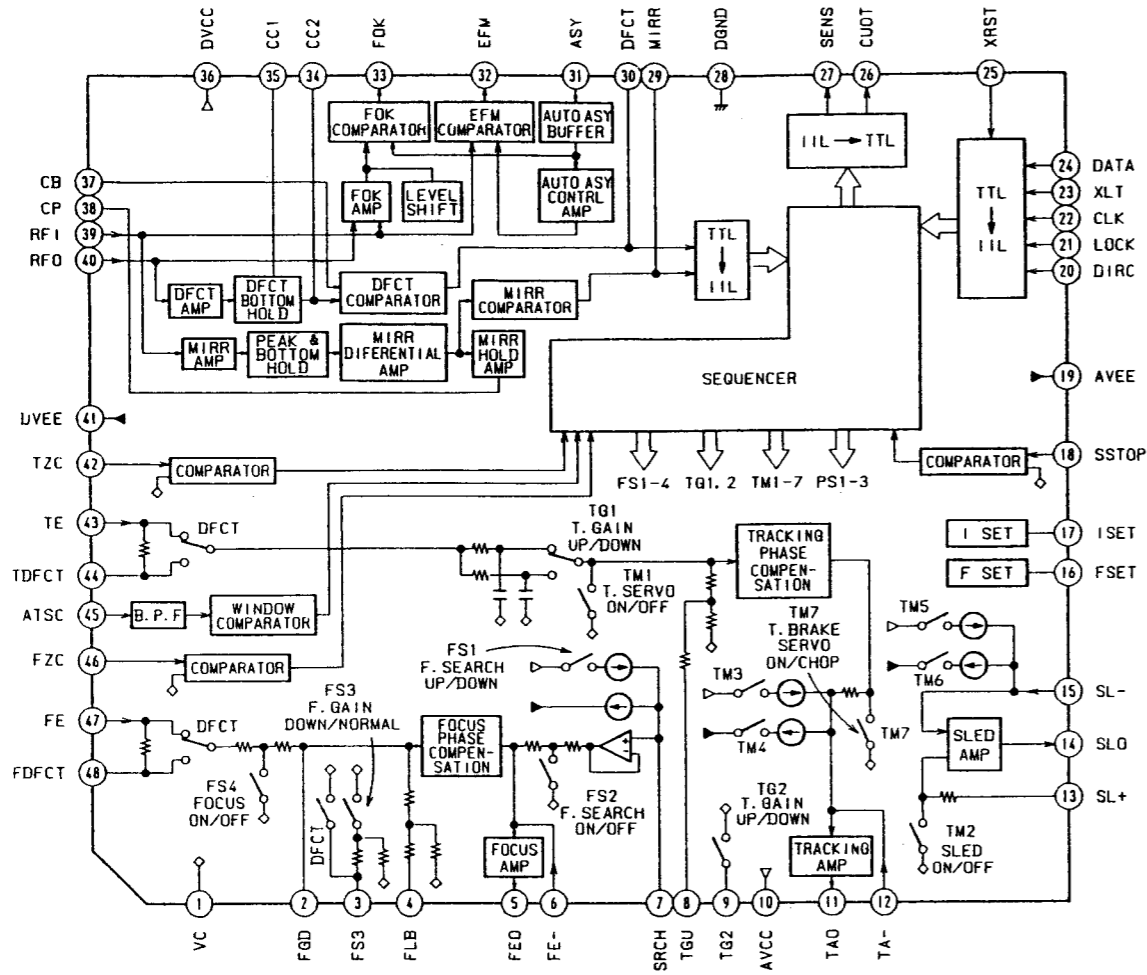 DVCC
CC1
CC2
FOK
EFM
ASY
DFCT
MIRR
DGND
SENS
CUOT
XRST
36
35
34
33
32
31
30
29
28
27
26
25
FOK
COMPARATOR
EFM
COMPARATOR
AUTO ASY
BUFFER
IIL → TTL
CB
37
CP
38
RFI
39
RFO
40
FOK
AMP
LEVEL
SHIFT
AUTO ASY
CONTRL
AMP
TTL
↓
IIL
TTL
↓
IIL
24
DATA
23
XLT
22
CLK
21
LOCK
20
DIRC
DFCT
AMP
DFCT
BOTTOM
HOLD
DFCT
COMPARATOR
MIRR
COMPARATOR
MIRR
AMP
PEAK &
BOTTOM
HOLD
MIRR
DIFERENTIAL
AMP
MIRR
HOLD
AMP
SEQUENCER
19
AVEE
DVEE
41
TZC
42
COMPARATOR
FS1-4
TG1, 2
TM1-7
PS1-3
COMPARATOR
18
SSTOP
TE
43
DFCT
TDFCT
44
TG1
T. GAIN
UP/DOWN
TM1
T. SERVO
ON/OFF
TRACKING
PHASE
COMPEN-
SATION
I SET
17
ISET
F SET
16
FSET
ATSC
45
B.P.F
WINDOW
COMPARATOR
FZC
46
COMPARATOR
FS1
F. SEARCH
UP/DOWN
TM7
T. BRAKE
SERVO
ON/CHOP
TM3
TM4
TM7
TM5
TM6
15
SL-
FE
47
DFCT
FDFCT
48
FS3
F. GAIN
DOWN/NORMAL
FOCUS
PHASE
COMPEN-
SATION
SLED
AMP
14
SLO
13
SL+
FS4
FOCUS
ON/OFF
DFCT
FS2
F. SEARCH
ON/OFF
FOCUS
AMP
TG2
T. GAIN
UP/DOWN
TRACKING
AMP
TM2
SLED
ON/OFF
1
2
3
4
5
6
7
8
9
10
11
12
VC
FGD
FS3
FLB
FEO
FE-
SRCH
TGU
TG2
AVCC
TAO
TA-